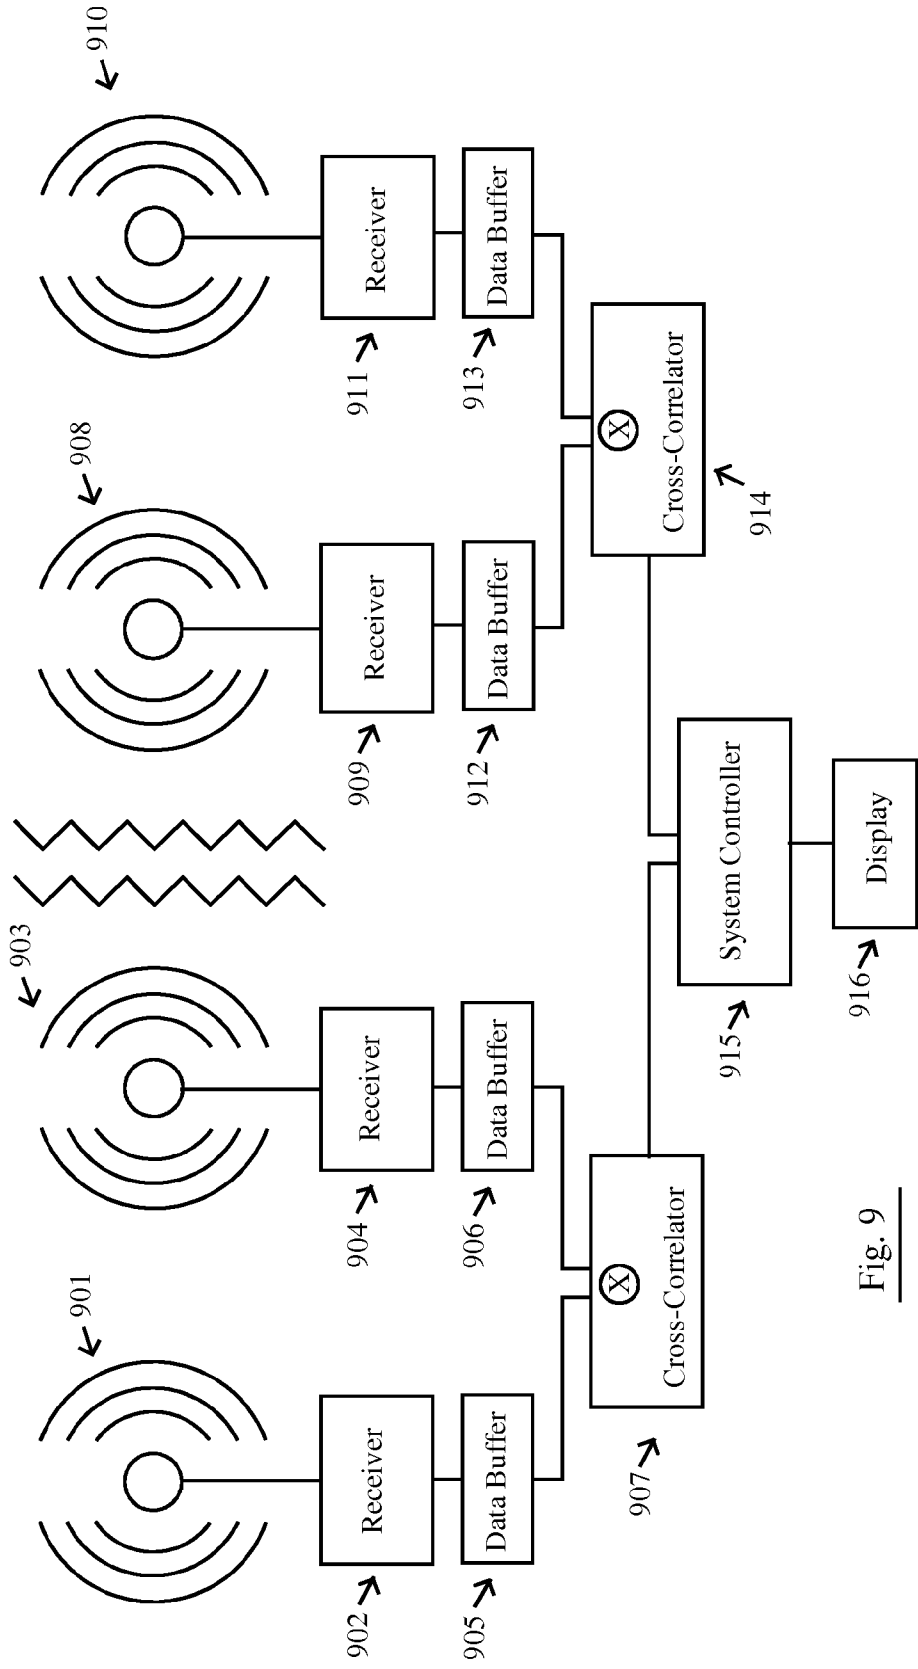 901
903
908
910
Receiver
Receiver
Receiver
Receiver
902
904
909
911
Data Buffer
Data Buffer
Data Buffer
Data Buffer
905
906
912
913
X
X
Cross-Correlator
Cross-Correlator
907
914
System Controller
915
Display
916
Fig. 9